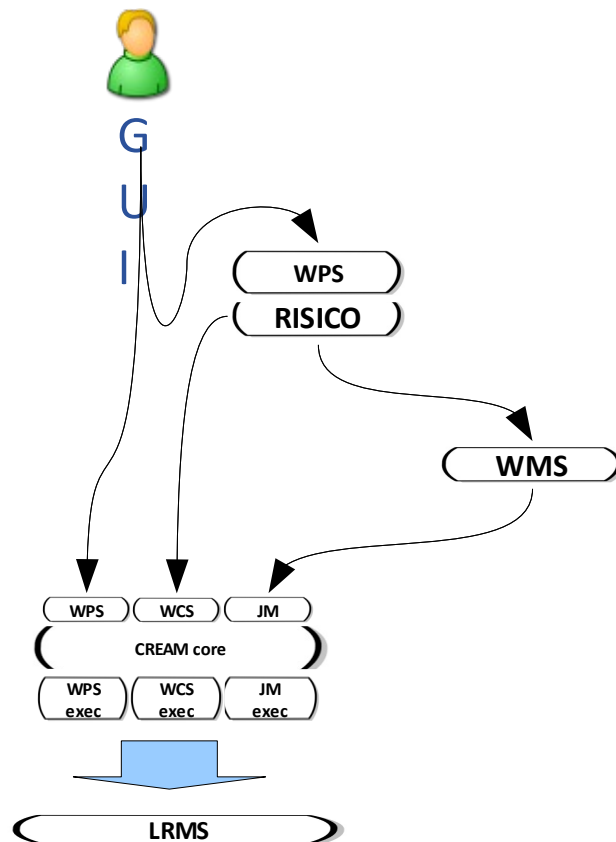 G
U
I
WPS
RISICO
WMS
WPS WCS JM
CREAM core
WPS WCS JM
exec exec exec
LRMS